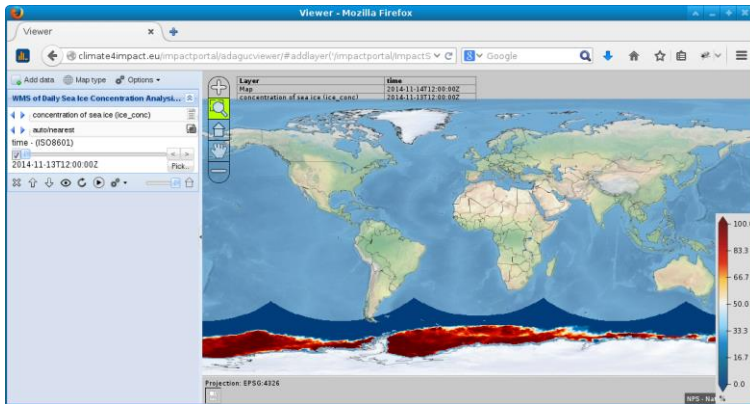 Viewer - Mozilla Firefox
Viewer
climate4impact.eu/impactportal/adagucviewer/#addlayer('/impactportal/ImpactS
Google
Add data Map type Options
WMS of Daily Sea Ice Concentration Analysi...
concentration of sea ice (ice_conc)
auto/nearest
time - (ISO8601)
2014-11-13T12:00:00Z
Pick..
Layer time
Map 2014-11-14T12:00:00Z
concentration of sea ice (ice_conc) 2014-11-13T12:00:00Z
100.
83.3
66.7
50.0
33.3
16.7
0.0
%
Projection: EPSG:4326
NPS - Nat